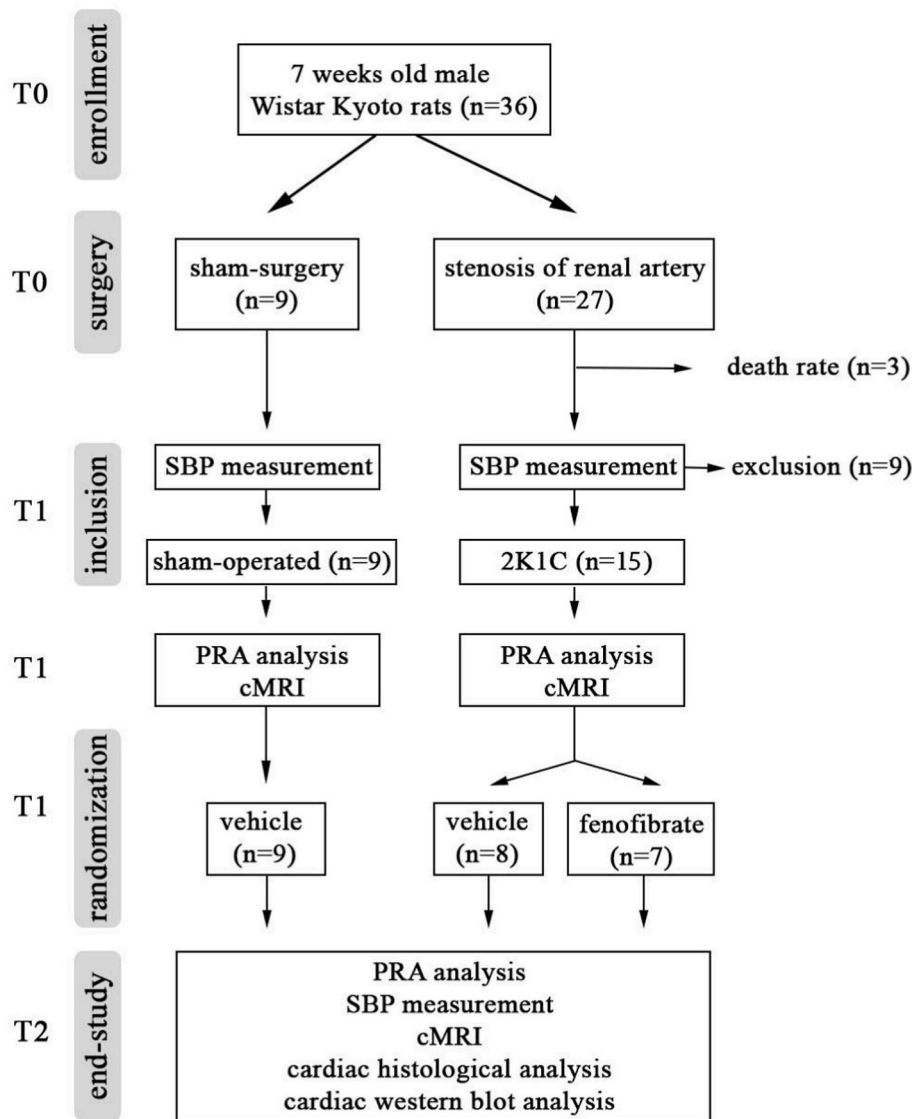 T0
enrollment
7 weeks old male
Wistar Kyoto rats (n=36)
T0
surgery
sham-surgery
(n=9)
stenosis of renal artery
(n=27)
death rate (n=3)
T1
inclusion
SBP measurement
SBP measurement
exclusion (n=9)
sham-operated (n=9)
2K1C (n=15)
T1
PRA analysis
cMRI
PRA analysis
cMRI
T1
randomization
vehicle
(n=9)
vehicle
(n=8)
fenofibrate
(n=7)
T2
end-study
PRA analysis
SBP measurement
cMRI
cardiac histological analysis
cardiac western blot analysis